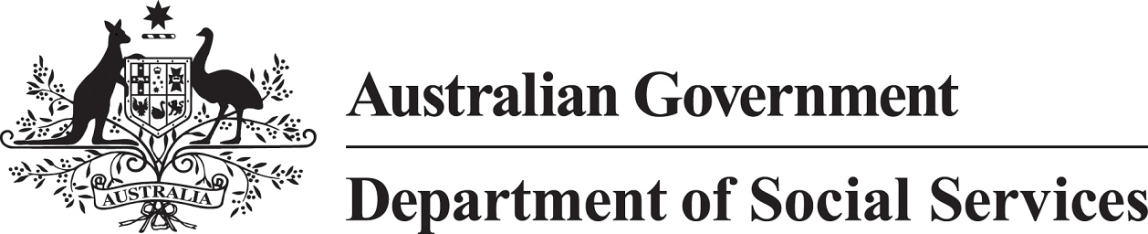 Australian Government
Department of Social Services
AUSTRALIA